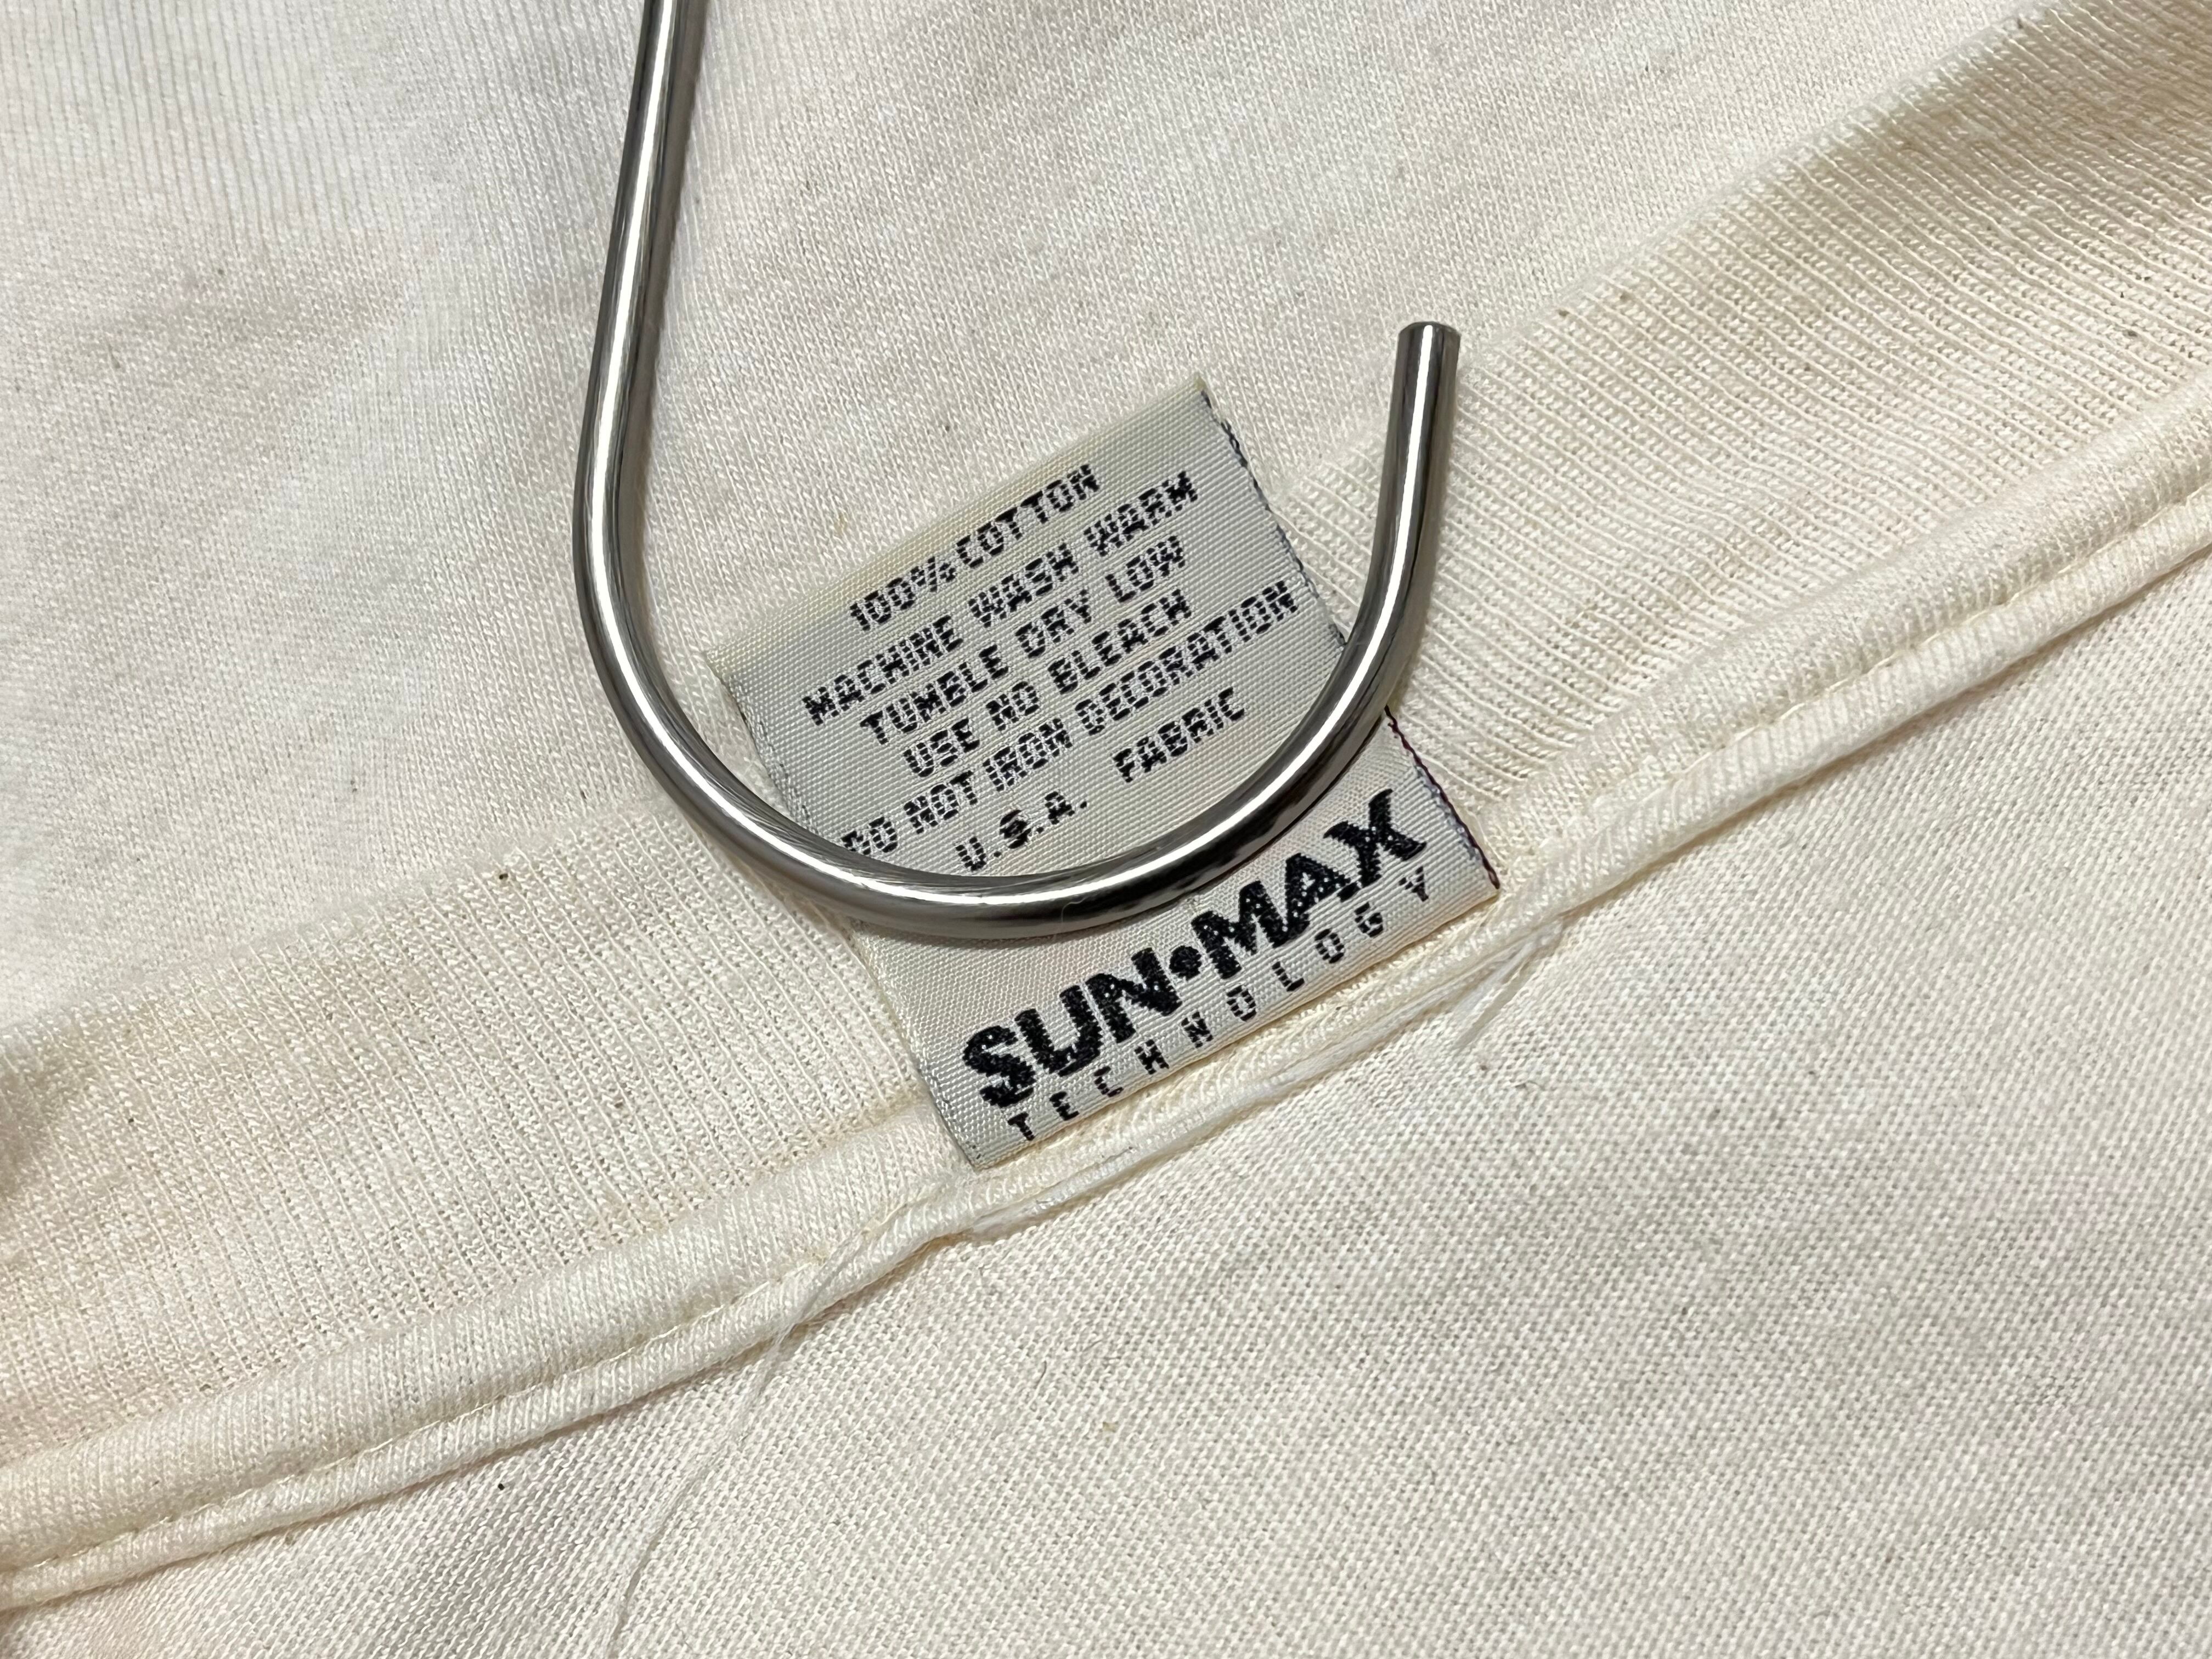 100% COTTON
MACHINE WASH WARM
TUMBLE DRY LOW
USE NO BLEACH
DO NOT IRON DECORATION
U.S.A. FABRIC
SUN•MAX
TECHNOLOGY